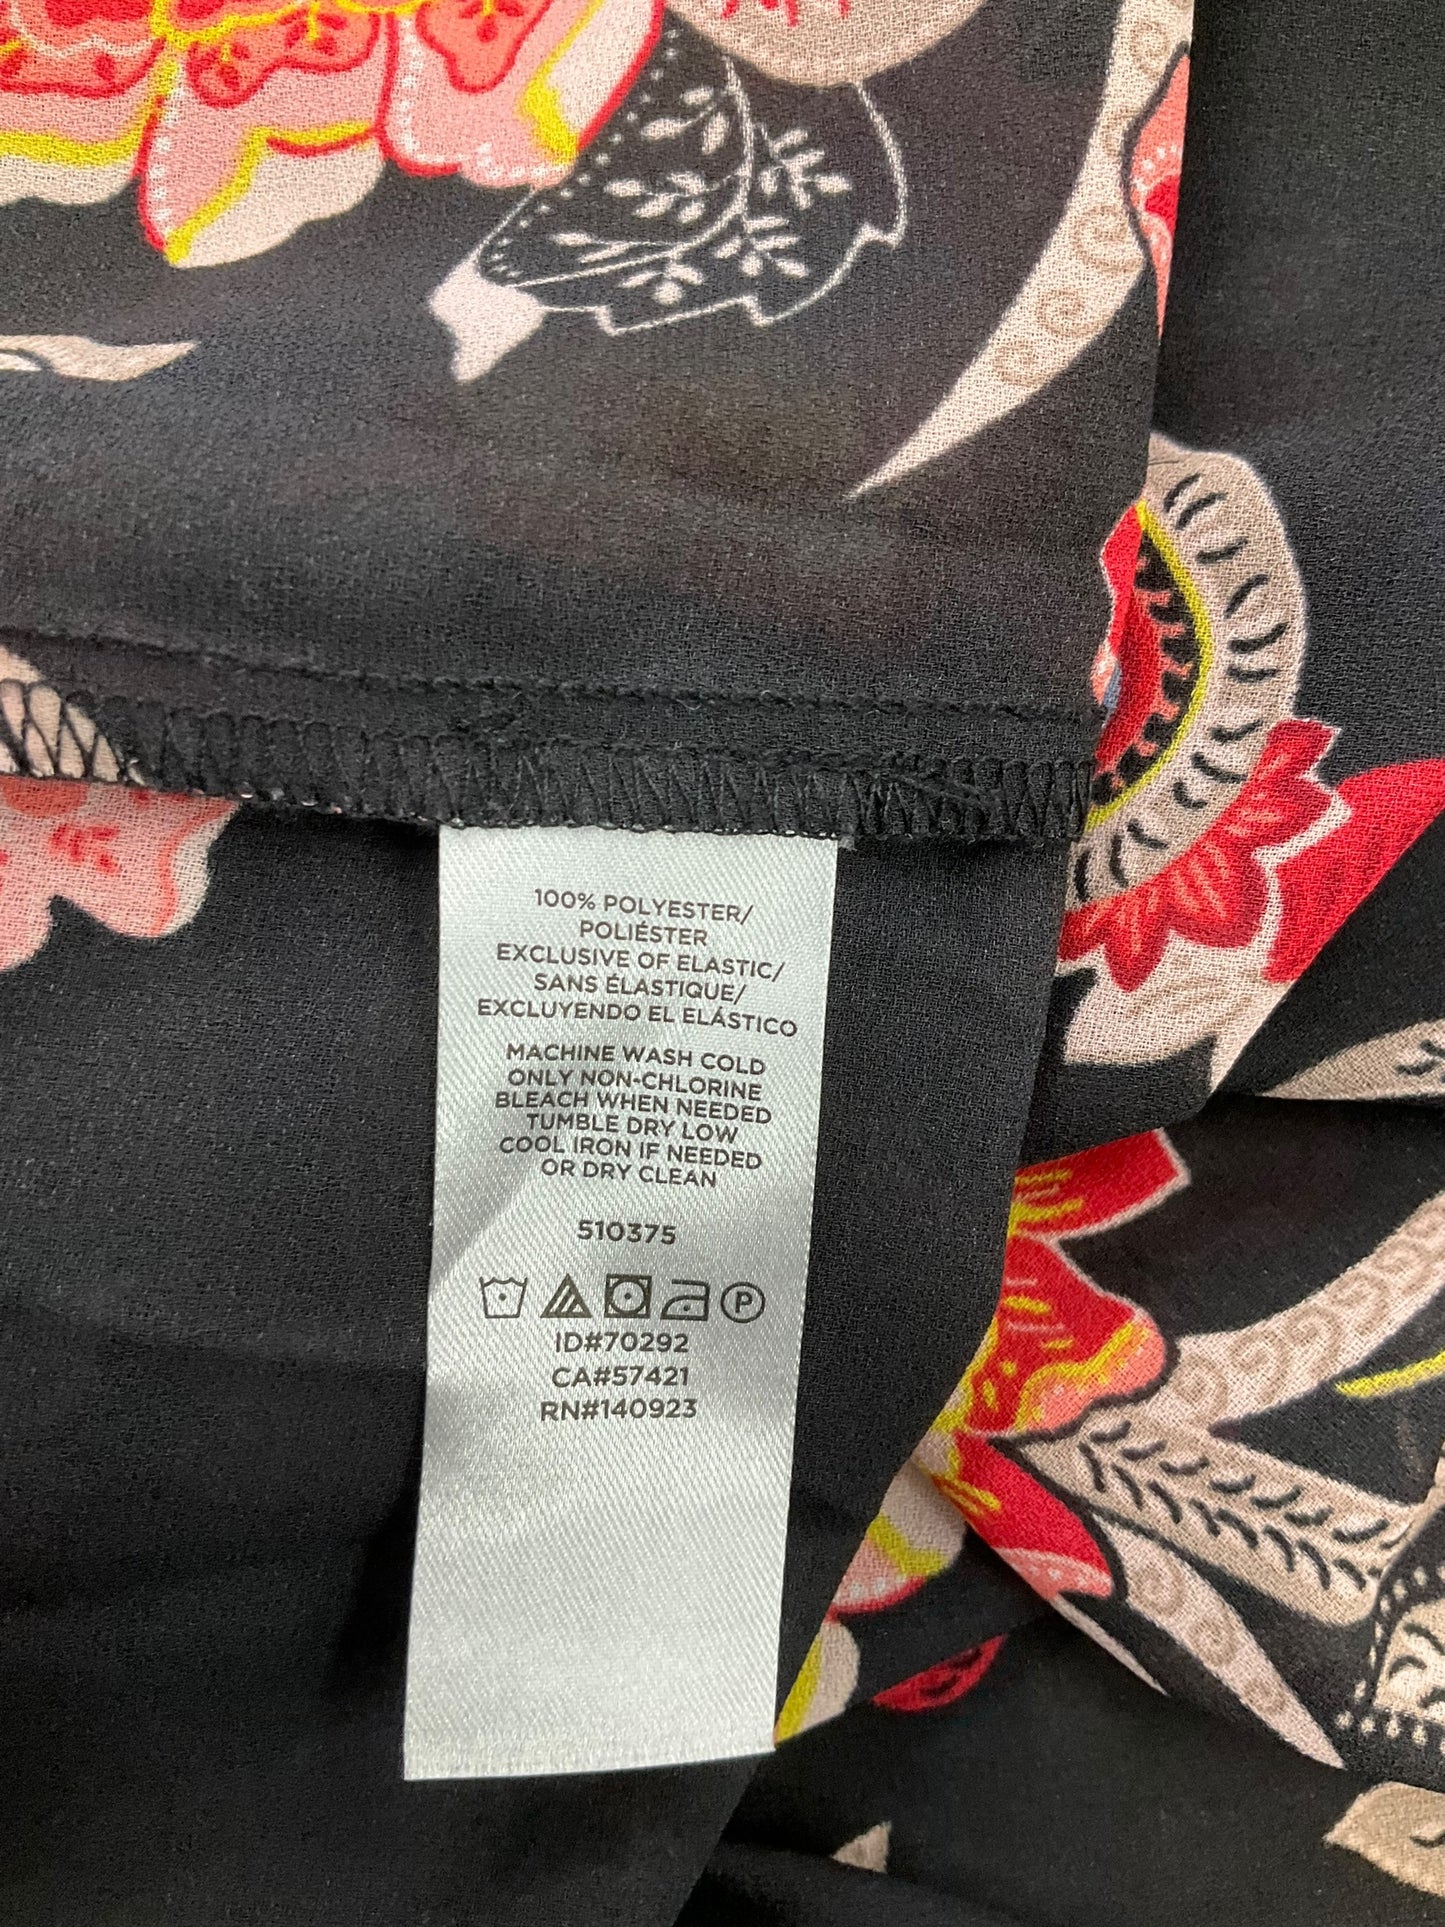 100% POLYESTER/
POLIÉSTER
EXCLUSIVE OF ELASTIC/
SANS ÉLASTIQUE/
EXCLUYENDO EL ELÁSTICO
MACHINE WASH COLD
ONLY NON-CHLORINE
BLEACH WHEN NEEDED
TUMBLE DRY LOW
COOL IRON IF NEEDED
OR DRY CLEAN
510375
P
ID#70292
CA#57421
RN#140923